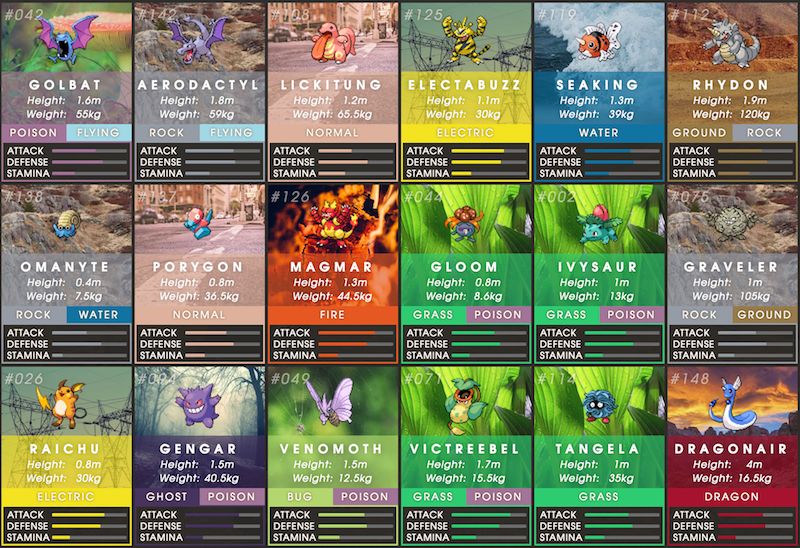 #042
GOLBAT
Height: 1.6m
Weight: 55kg
POISON FLYING
ATTACK
DEFENSE
STAMINA
#142
AERODACTYL
Height: 1.8m
Weight: 59kg
ROCK FLYING
ATTACK
DEFENSE
STAMINA
#108
LICKITUNG
Height: 1.2m
Weight: 65.5kg
NORMAL
ATTACK
DEFENSE
STAMINA
#125
ELECTABUZZ
Height: 1.1m
Weight: 30kg
ELECTRIC
ATTACK
DEFENSE
STAMINA
#119
SEAKING
Height: 1.3m
Weight: 39kg
WATER
ATTACK
DEFENSE
STAMINA
#112
RHYDON
Height: 1.9m
Weight: 120kg
GROUND ROCK
ATTACK
DEFENSE
STAMINA
#138
OMANYTE
Height: 0.4m
Weight: 7.5kg
ROCK WATER
ATTACK
DEFENSE
STAMINA
#137
PORYGON
Height: 0.8m
Weight: 36.5kg
NORMAL
ATTACK
DEFENSE
STAMINA
#126
MAGMAR
Height: 1.3m
Weight: 44.5kg
FIRE
ATTACK
DEFENSE
STAMINA
#044
GLOOM
Height: 0.8m
Weight: 8.6kg
GRASS POISON
ATTACK
DEFENSE
STAMINA
#002
IVYSAUR
Height: 1m
Weight: 13kg
GRASS POISON
ATTACK
DEFENSE
STAMINA
#075
GRAVELER
Height: 1m
Weight: 105kg
ROCK GROUND
ATTACK
DEFENSE
STAMINA
#026
RAICHU
Height: 0.8m
Weight: 30kg
ELECTRIC
ATTACK
DEFENSE
STAMINA
#094
GENGAR
Height: 1.5m
Weight: 40.5kg
GHOST POISON
ATTACK
DEFENSE
STAMINA
#049
VENOMOTH
Height: 1.5m
Weight: 12.5kg
BUG POISON
ATTACK
DEFENSE
STAMINA
#071
VICTREEBEL
Height: 1.7m
Weight: 15.5kg
GRASS POISON
ATTACK
DEFENSE
STAMINA
#114
TANGELA
Height: 1m
Weight: 35kg
GRASS
ATTACK
DEFENSE
STAMINA
#148
DRAGONAIR
Height: 4m
Weight: 16.5kg
DRAGON
ATTACK
DEFENSE
STAMINA